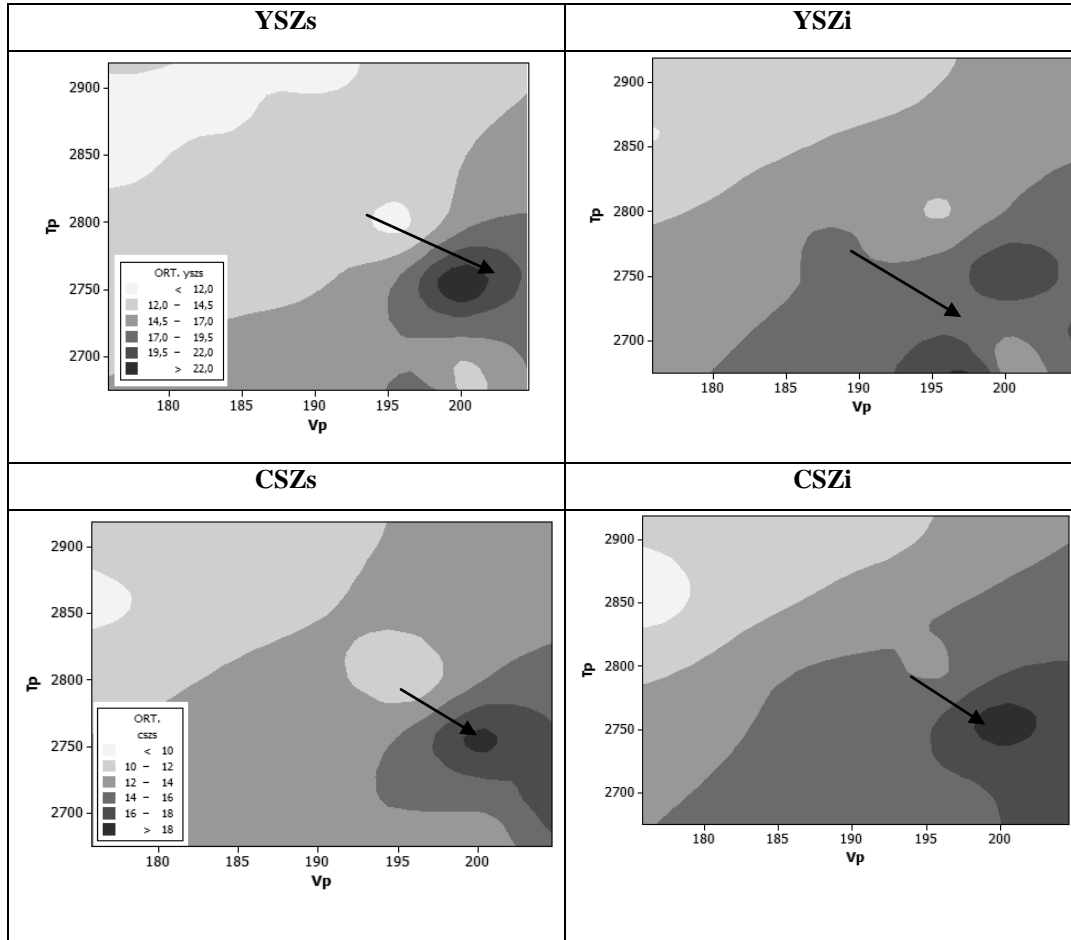 YSZs
YSZi
2900
2850
2800
2750
2700
Tp
ORT. yszs
< 12,0
12,0 – 14,5
14,5 – 17,0
17,0 – 19,5
19,5 – 22,0
> 22,0
180 185 190 195 200
Vp
2900
2850
2800
2750
2700
Tp
180 185 190 195 200
Vp
CSZs
CSZi
2900
2850
2800
2750
2700
Tp
ORT.
cszs
< 10
10 – 12
12 – 14
14 – 16
16 – 18
> 18
180 185 190 195 200
Vp
2900
2850
2800
2750
2700
Tp
180 185 190 195 200
Vp